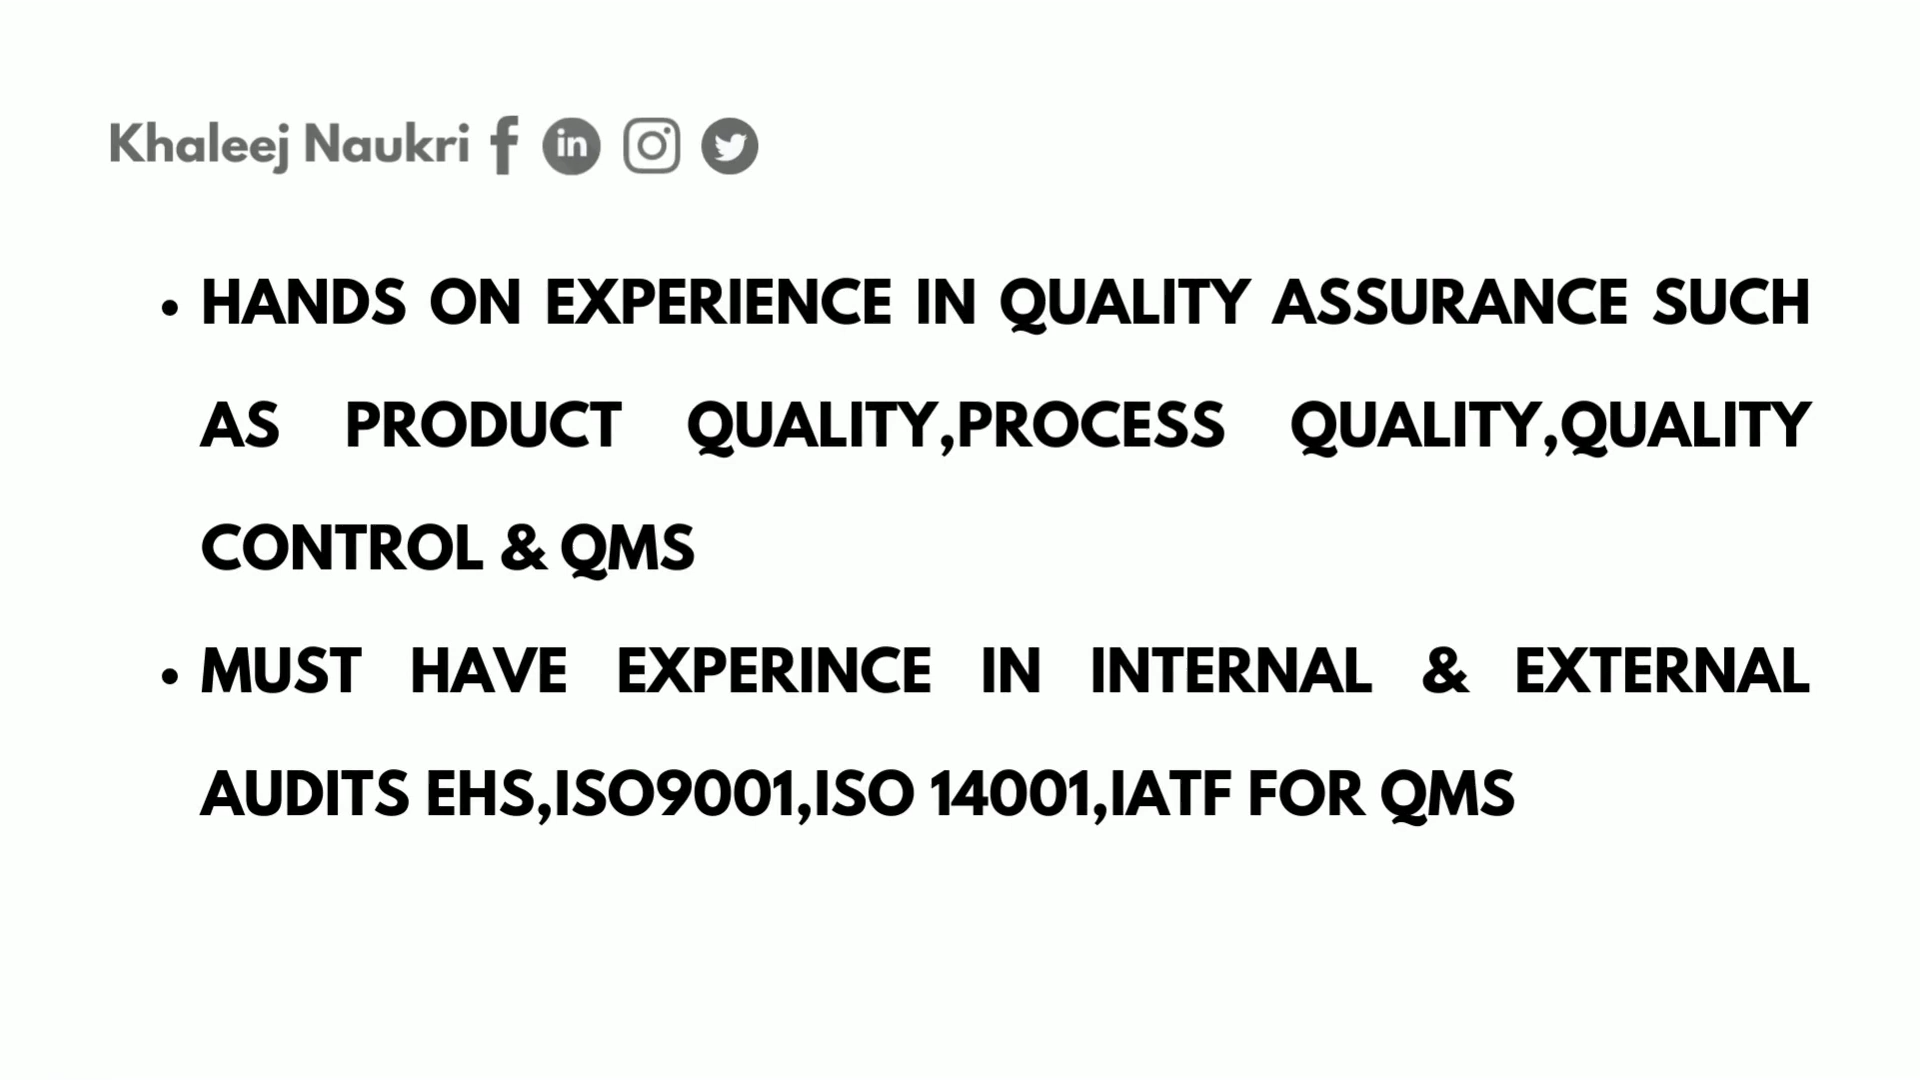 Khaleej Naukri
• HANDS ON EXPERIENCE IN QUALITY ASSURANCE SUCH
AS PRODUCT QUALITY,PROCESS QUALITY,QUALITY
CONTROL & QMS
• MUST HAVE EXPERINCE IN INTERNAL & EXTERNAL
AUDITS EHS,ISO9001,ISO 14001,IATF FOR QMS